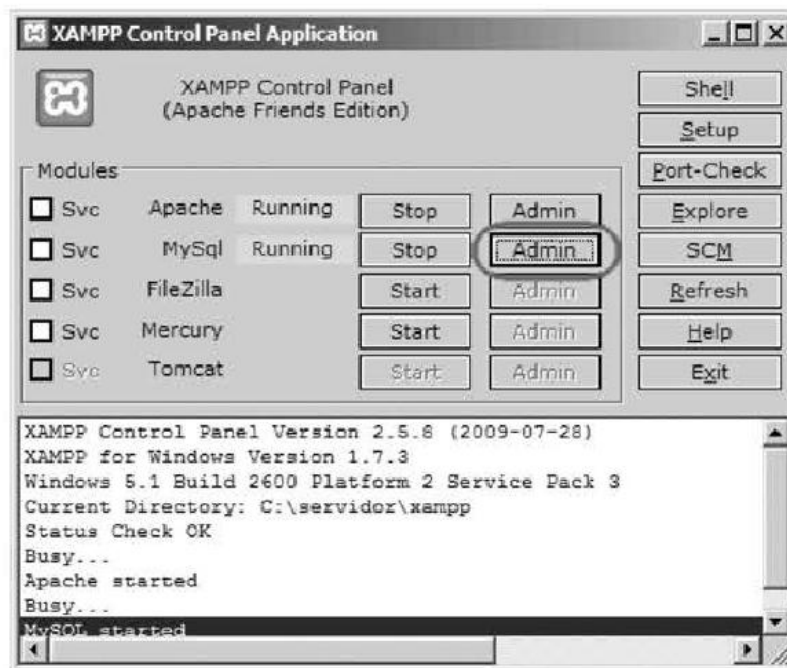 XAMPP Control Panel Application
XAMPP Control Panel
(Apache Friends Edition)
Shell
Setup
Port-Check
Explore
SCM
Refresh
Help
Exit
Modules
Svc Apache Running Stop Admin
Svc MySql Running Stop Admin
Svc FileZilla Start Admin
Svc Mercury Start Admin
Svc Tomcat Start Admin
XAMPP Control Panel Version 2.5.8 (2009-07-28)
XAMPP for Windows Version 1.7.3
Windows 5.1 Build 2600 Platform 2 Service Pack 3
Current Directory: C:\servidor\xampp
Status Check OK
Busy...
Apache started
Busy...
MySQL started